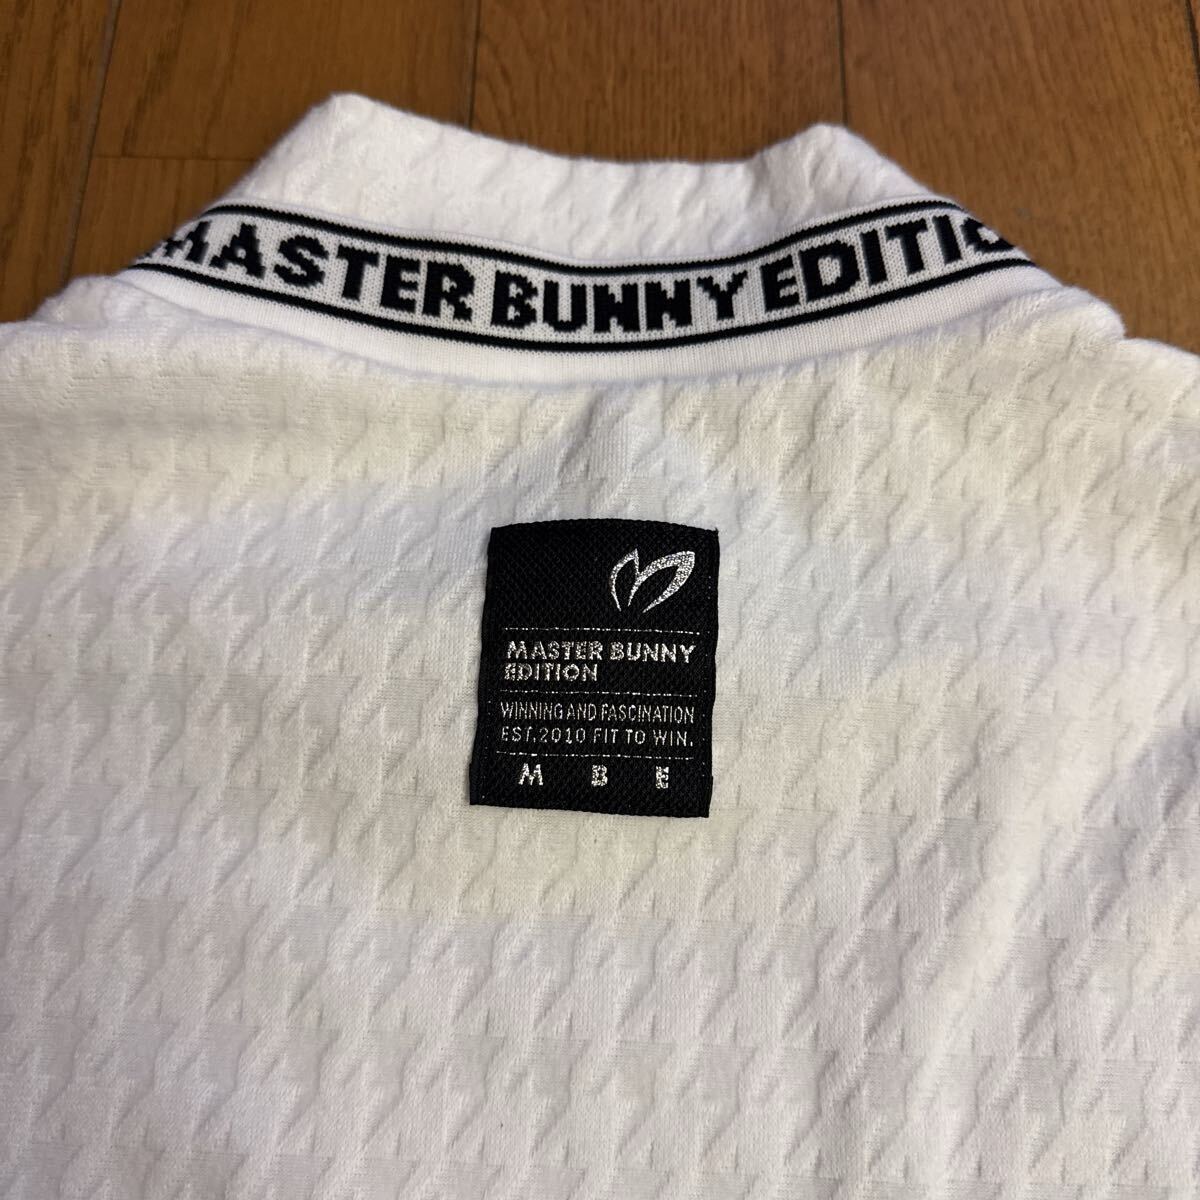 MASTER BUNNY EDITIO
MASTER BUNNY
EDITION
WINNING AND FASCINATION
EST. 2010 FIT TO WIN.
M B E